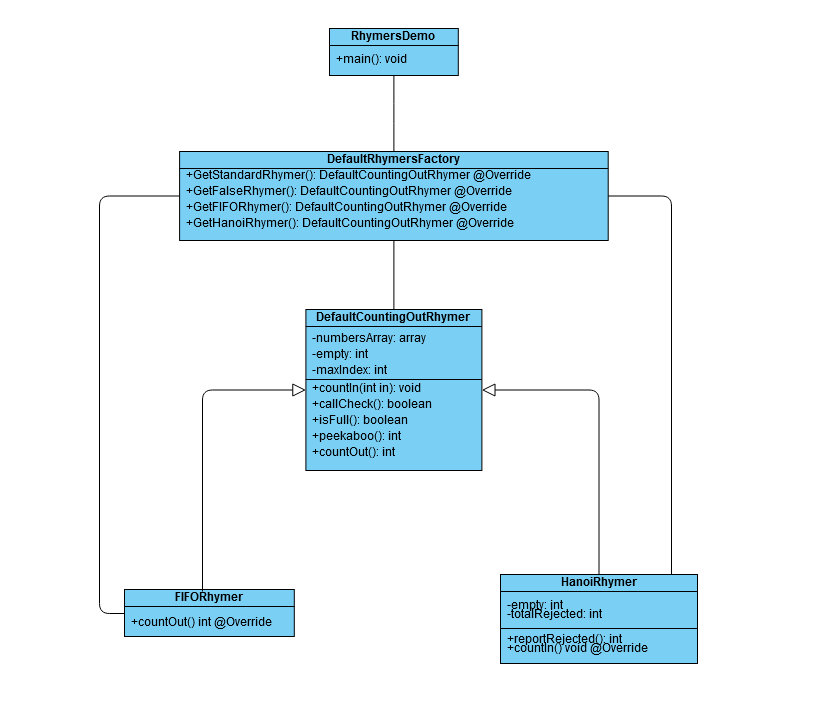 RhymersDemo
+main(): void
DefaultRhymersFactory
+GetStandardRhymer(): DefaultCountingOutRhymer @Override
+GetFalseRhymer(): DefaultCountingOutRhymer @Override
+GetFIFORhymer(): DefaultCountingOutRhymer @Override
+GetHanoiRhymer(): DefaultCountingOutRhymer @Override
DefaultCountingOutRhymer
-numbersArray: array
-empty: int
-maxIndex: int
+countIn(int in): void
+callCheck(): boolean
+isFull(): boolean
+peekaboo(): int
+countOut(): int
FIFORhymer
+countOut() int @Override
HanoiRhymer
-empty: int
-totalRejected: int
+reportRejected(): int
+countIn() void @Override